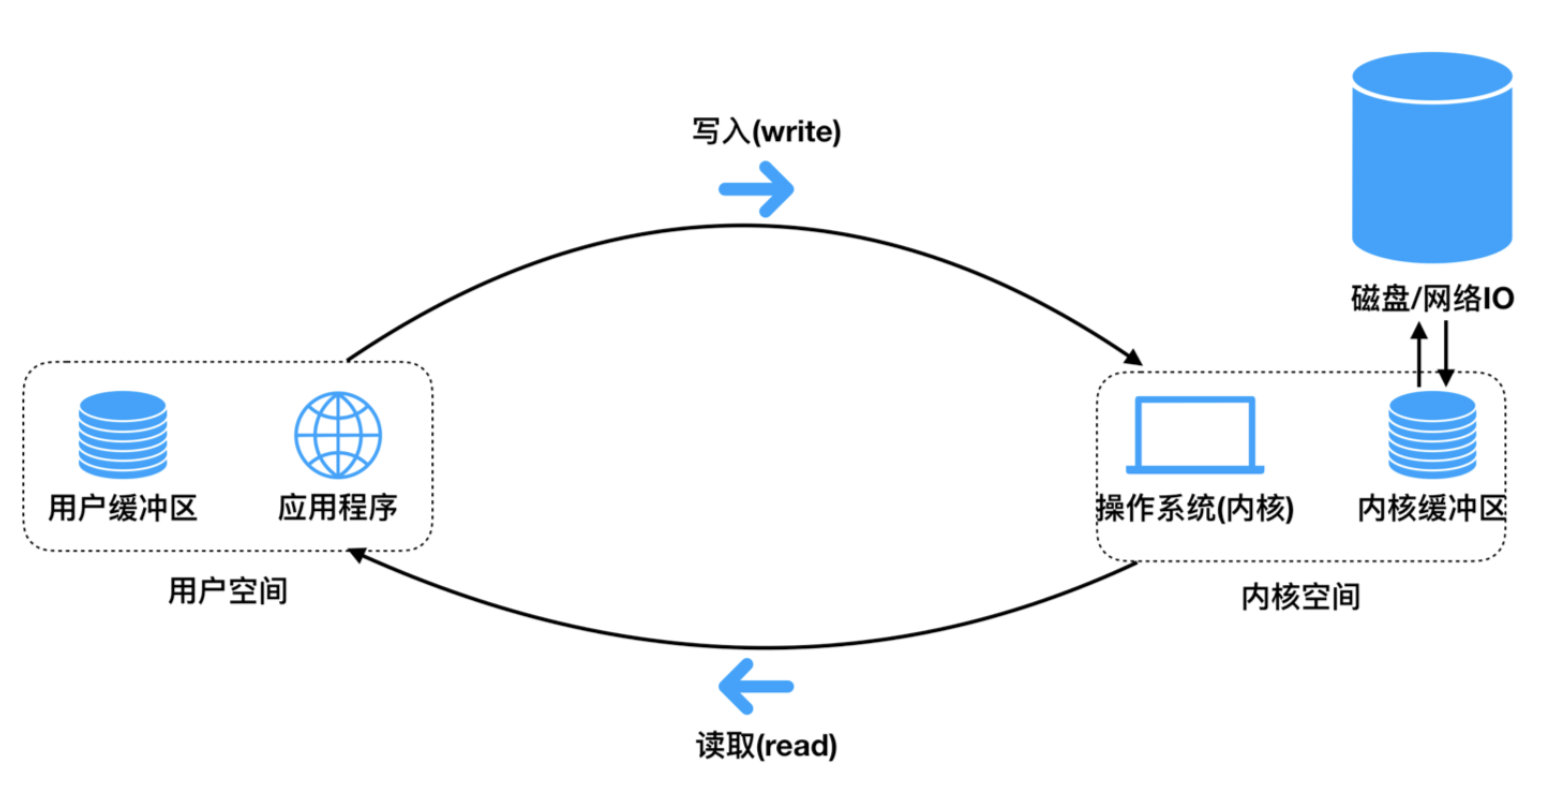 写入(write)
磁盘/网络IO
用户缓冲区
应用程序
操作系统(内核)
内核缓冲区
用户空间
内核空间
读取(read)